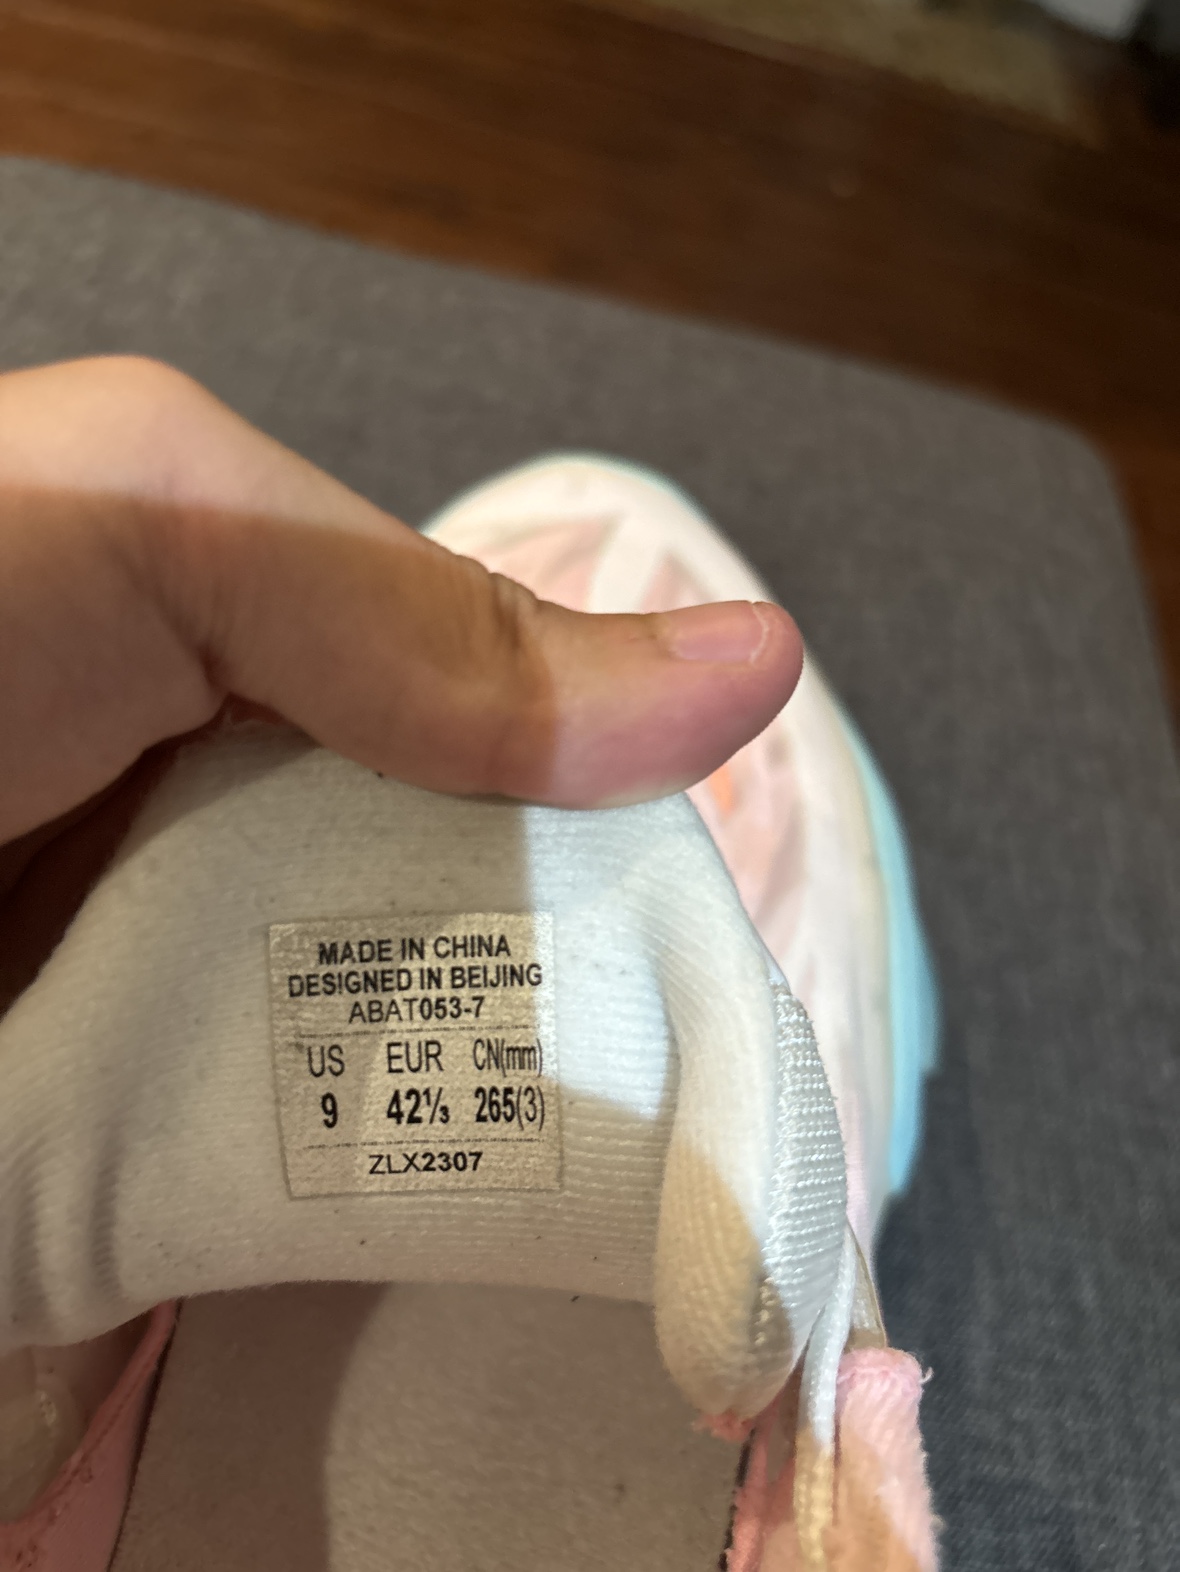 MADE IN CHINA
DESIGNED IN BEIJING
ABAT053-7
US EUR CN(mm)
9 42⅓ 265(3)
ZLX2307